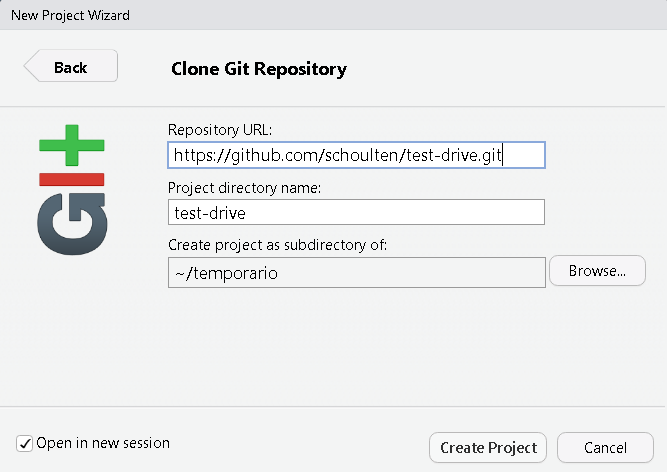 New Project Wizard
Back
Clone Git Repository
git
Repository URL:
https://github.com/schoulten/test-drive.git
Project directory name:
test-drive
Create project as subdirectory of:
~/temporario
Browse...
Open in new session
Create Project
Cancel